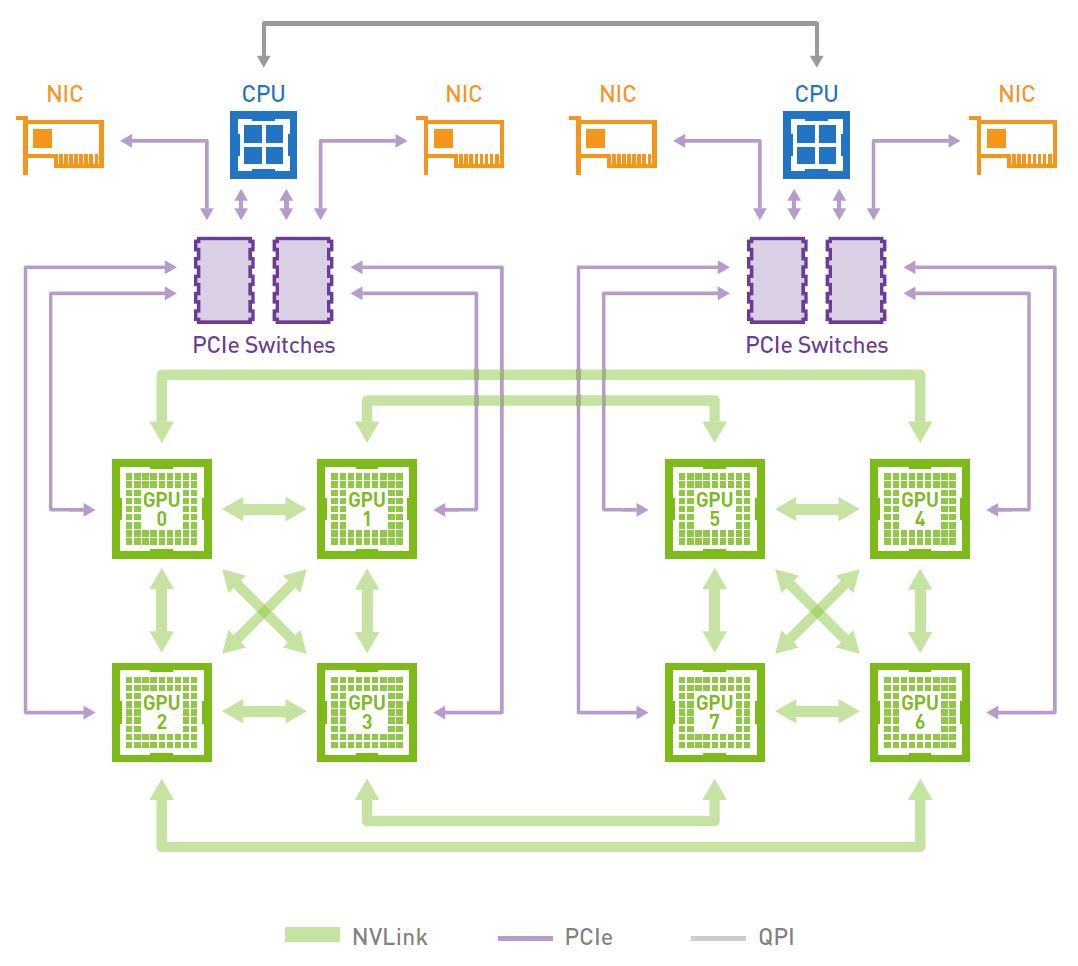 NIC
CPU
NIC
NIC
CPU
NIC
PCIe Switches
PCIe Switches
GPU
0
GPU
1
GPU
5
GPU
4
GPU
2
GPU
3
GPU
7
GPU
6
NVLink
PCIe
QPI